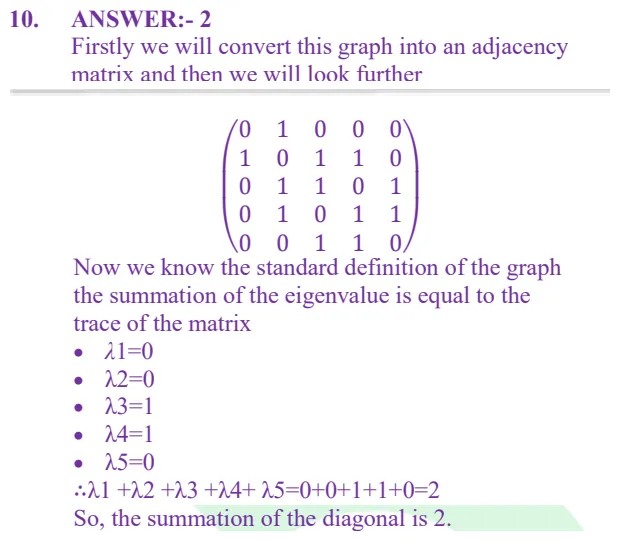 10. ANSWER:- 2
Firstly we will convert this graph into an adjacency
matrix and then we will look further
0 1 0 0 0
1 0 1 1 0
0 1 1 0 1
0 1 0 1 1
0 0 1 1 0
Now we know the standard definition of the graph
the summation of the eigenvalue is equal to the
trace of the matrix
• λ1=0
• λ2=0
• λ3=1
• λ4=1
• λ5=0
∴λ1 +λ2 +λ3 +λ4+ λ5=0+0+1+1+0=2
So, the summation of the diagonal is 2.